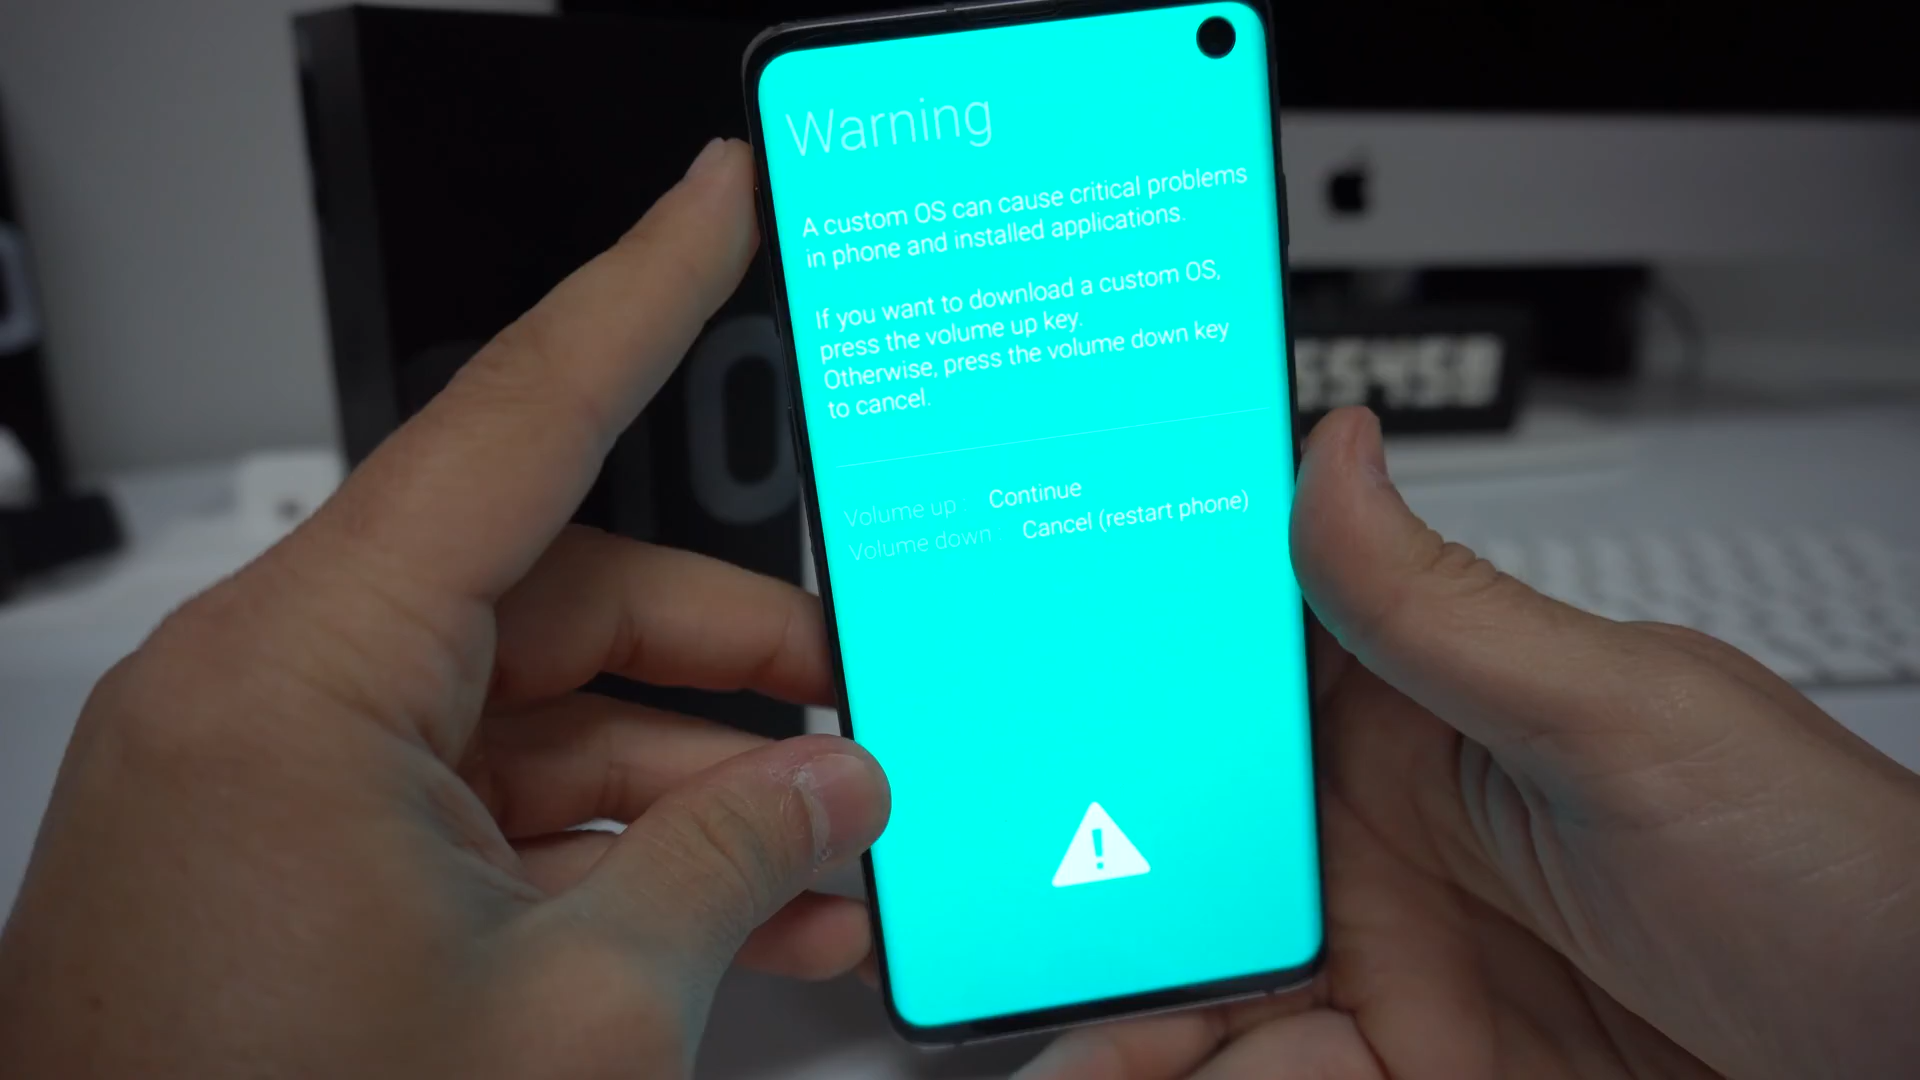 Warning
A custom OS can cause critical problems
in phone and installed applications.
If you want to download a custom OS,
press the volume up key.
Otherwise, press the volume down key
to cancel.
Volume up : Continue
Volume down : Cancel (restart phone)